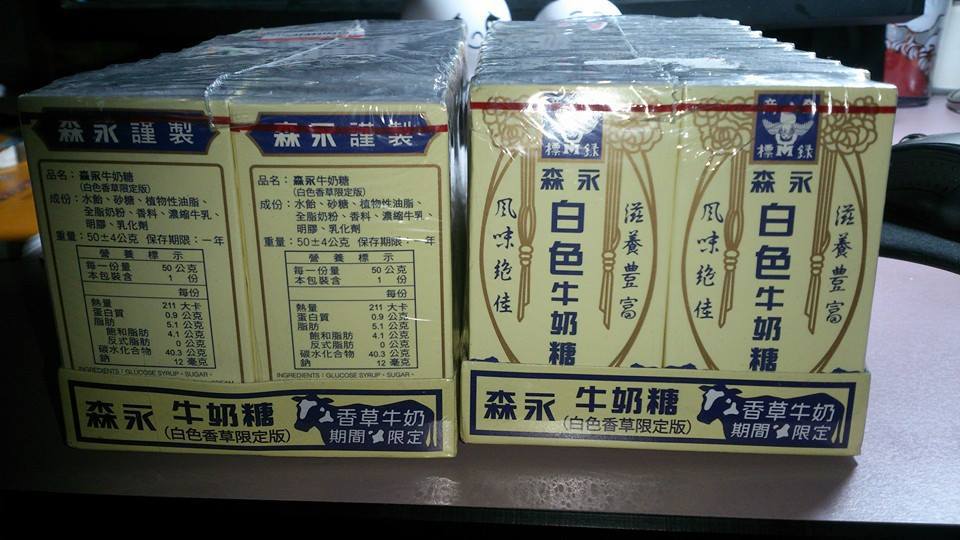 森永謹製
品名：森永牛奶糖
(白色香草限定版)
成份：水飴、砂糖、植物性油脂、
全脂奶粉、香料、濃縮牛乳、
明膠、乳化劑
重量：50±4公克 保存期限：一年
營養標示
每一份量 50 公克
本包裝含 1 份
每份
熱量 211 大卡
蛋白質 0.9 公克
脂肪 5.1 公克
飽和脂肪 4.1 公克
反式脂肪 0 公克
碳水化合物 40.3 公克
鈉 12 毫克
INGREDIENTS：GLUCOSE SYRUP、SUGAR、
森永謹製
品名：森永牛奶糖
(白色香草限定版)
成份：水飴、砂糖、植物性油脂、
全脂奶粉、香料、濃縮牛乳、
明膠、乳化劑
重量：50±4公克 保存期限：一年
營養標示
每一份量 50 公克
本包裝含 1 份
每份
熱量 211 大卡
蛋白質 0.9 公克
脂肪 5.1 公克
飽和脂肪 4.1 公克
反式脂肪 0 公克
碳水化合物 40.3 公克
鈉 12 毫克
INGREDIENTS：GLUCOSE SYRUP、SUGAR、
森永 牛奶糖
(白色香草限定版)
香草牛奶
期間限定
標 M 錄
森永
白色牛奶糖
滋養豐富
風味絕佳
標 M 錄
森永
白色牛奶糖
滋養豐富
風味絕佳
森永 牛奶糖
(白色香草限定版)
香草牛奶
期間限定